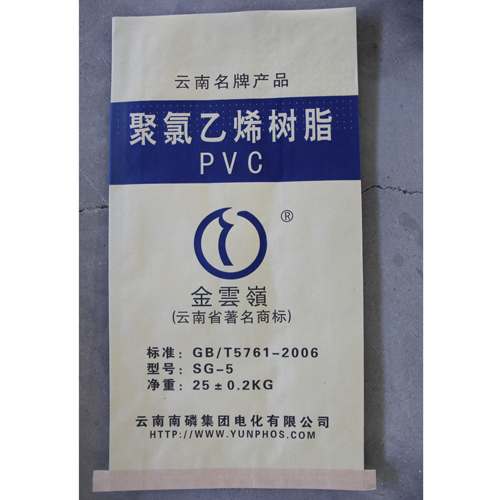 云南名牌产品
聚氯乙烯树脂
PVC
®
金雲嶺
(云南省著名商标)
标准：GB/T5761-2006
型号：SG-5
净重：25±0.2KG
云南南磷集团电化有限公司
HTTP://WWW.YUNPHOS.COM